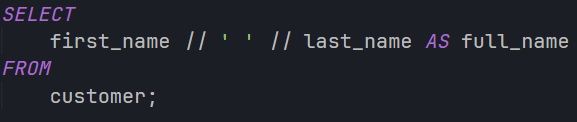 SELECT
first_name || ' ' || last_name AS full_name
FROM
customer;